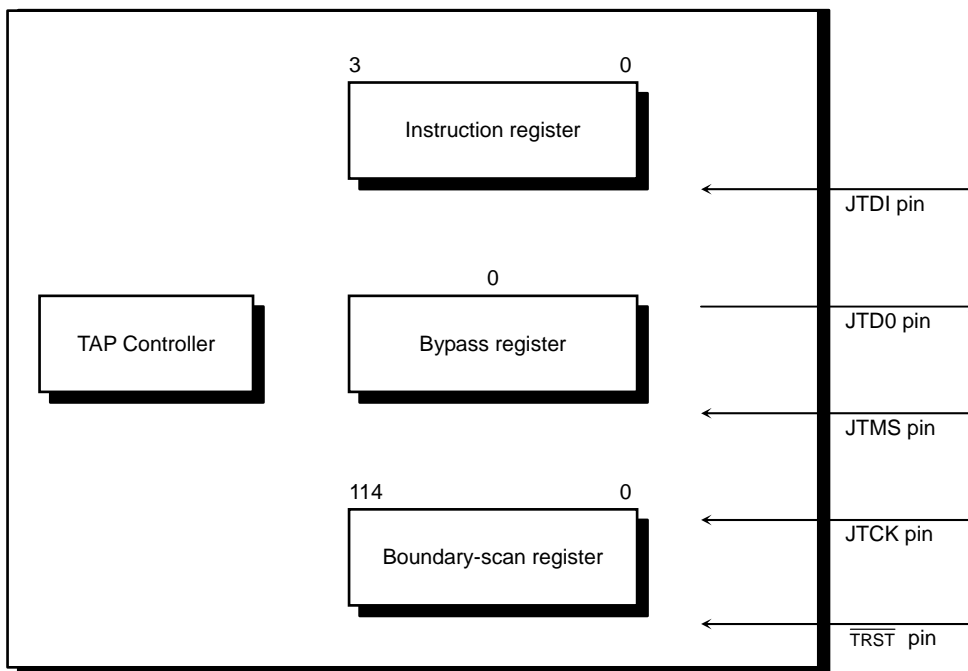 3 0
Instruction register
JTDI pin
0
TAP Controller
Bypass register
JTD0 pin
JTMS pin
114 0
Boundary-scan register
JTCK pin
TRST pin